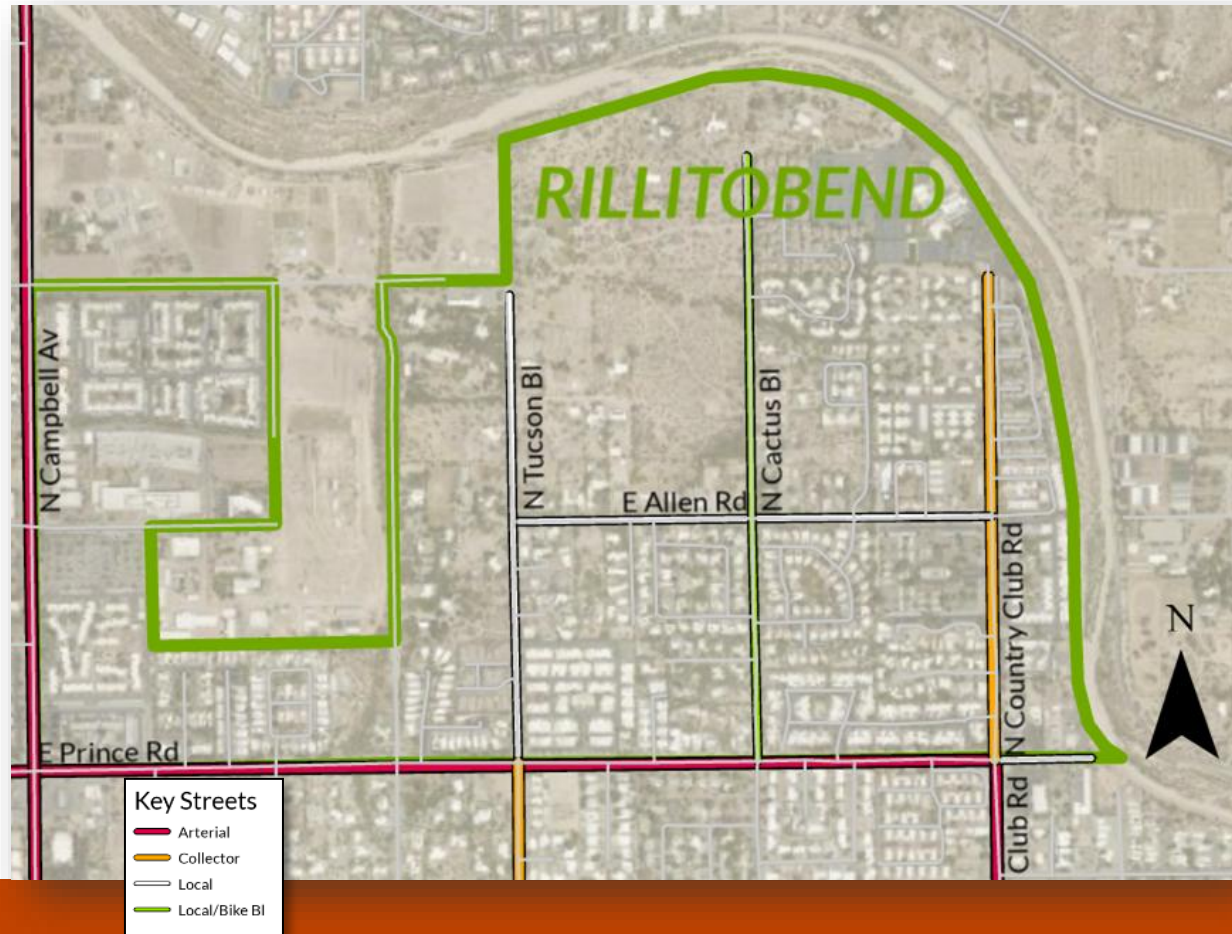 RILLITOBEND
N Campbell Av
N Tucson Bl
N Cactus Bl
E Allen Rd
N Country Club Rd
N
E Prince Rd
Club Rd
Key Streets
Arterial
Collector
Local
Local/Bike Bl